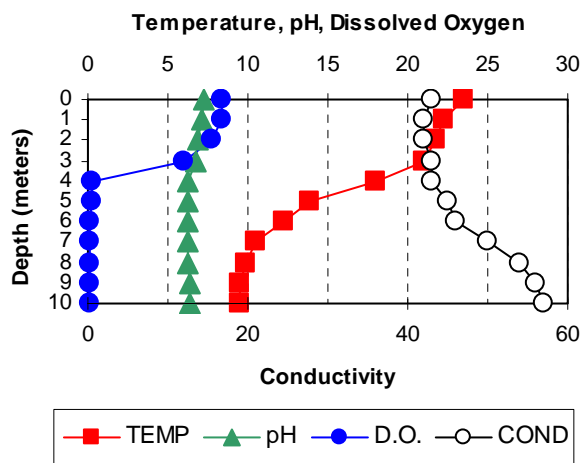 Temperature, pH, Dissolved Oxygen
0 5 10 15 20 25 30
Depth (meters)
0
1
2
3
4
5
6
7
8
9
10
0 20 40 60
Conductivity
TEMP pH D.O. COND